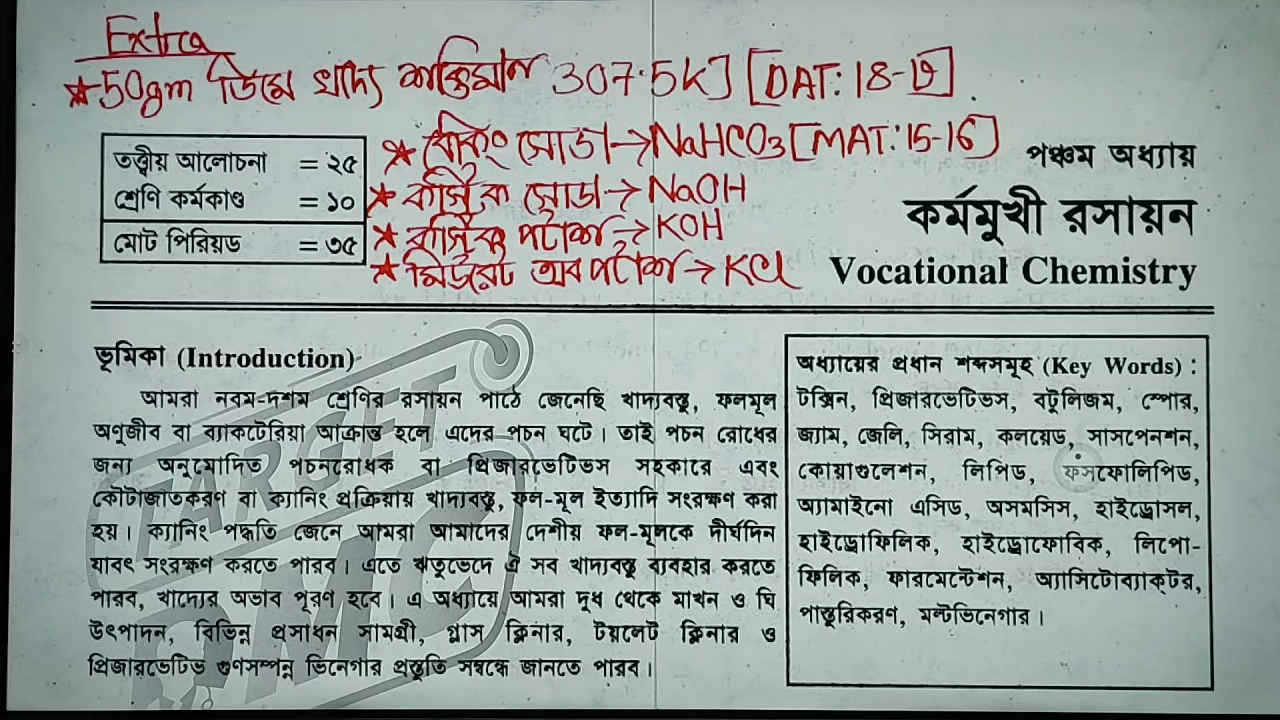 Extra
★ 50gm ডিমে খাদ্য শক্তিমান 307.5KJ [DAT: 18-19]
★ বেকিং সোডা → NaHCO3 [MAT: 15-16]
★ কস্টিক সোডা → NaOH
★ কস্টিক পটাশ → KOH
★ মিউরেট অব পটাশ → KCl
তত্ত্বীয় আলোচনা = ২৫
শ্রেণি কর্মকাণ্ড = ১০
মোট পিরিয়ড = ৩৫
পঞ্চম অধ্যায়
কর্মমুখী রসায়ন
Vocational Chemistry
ভূমিকা (Introduction)
আমরা নবম-দশম শ্রেণির রসায়ন পাঠে জেনেছি খাদ্যবস্তু, ফলমূল
অণুজীব বা ব্যাকটেরিয়া আক্রান্ত হলে এদের পচন ঘটে। তাই পচন রোধের
জন্য অনুমোদিত পচনরোধক বা প্রিজারভেটিভস সহকারে এবং
কৌটাজাতকরণ বা ক্যানিং প্রক্রিয়ায় খাদ্যবস্তু, ফল-মূল ইত্যাদি সংরক্ষণ করা
হয়। ক্যানিং পদ্ধতি জেনে আমরা আমাদের দেশীয় ফল-মূলকে দীর্ঘদিন
যাবৎ সংরক্ষণ করতে পারব। এতে ঋতুভেদে ঐ সব খাদ্যবস্তু ব্যবহার করতে
পারব, খাদ্যের অভাব পূরণ হবে। এ অধ্যায়ে আমরা দুধ থেকে মাখন ও ঘি
উৎপাদন, বিভিন্ন প্রসাধন সামগ্রী, গ্লাস ক্লিনার, টয়লেট ক্লিনার ও
প্রিজারভেটিভ গুণসম্পন্ন ভিনেগার প্রস্তুতি সম্বন্ধে জানতে পারব।
অধ্যায়ের প্রধান শব্দসমূহ (Key Words) :
টক্সিন, প্রিজারভেটিভস, বটুলিজম, স্পোর,
জ্যাম, জেলি, সিরাম, কলয়েড, সাসপেনশন,
কোয়াগুলেশন, লিপিড, ফসফোলিপিড,
অ্যামাইনো এসিড, অসমসিস, হাইড্রোসল,
হাইড্রোফিলিক, হাইড্রোফোবিক, লিপো-
ফিলিক, ফারমেন্টেশন, অ্যাসিটোব্যাক্টর,
পাস্তুরিকরণ, মল্টভিনেগার।
TARGET
DMC